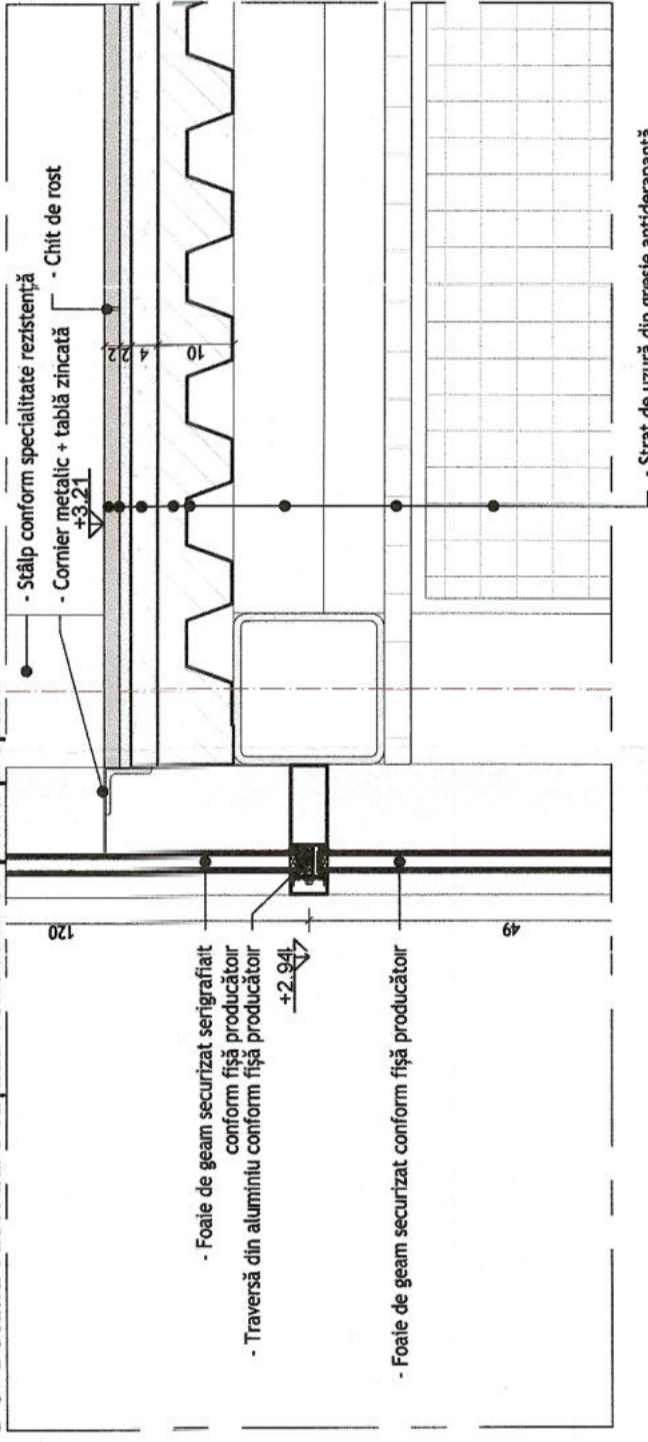 - Stâlp conform specialitate rezistență
- Cornier metalic + tablă zincată
+3.21
- Chit de rost
2
2
4
10
120
- Foaie de geam securizat serigrafiat
conform fișă producător
- Traversă din aluminiu conform fișă producător
+2.94
49
- Foaie de geam securizat conform fișă producător
- Strat de uzură din gresie antiderapantă